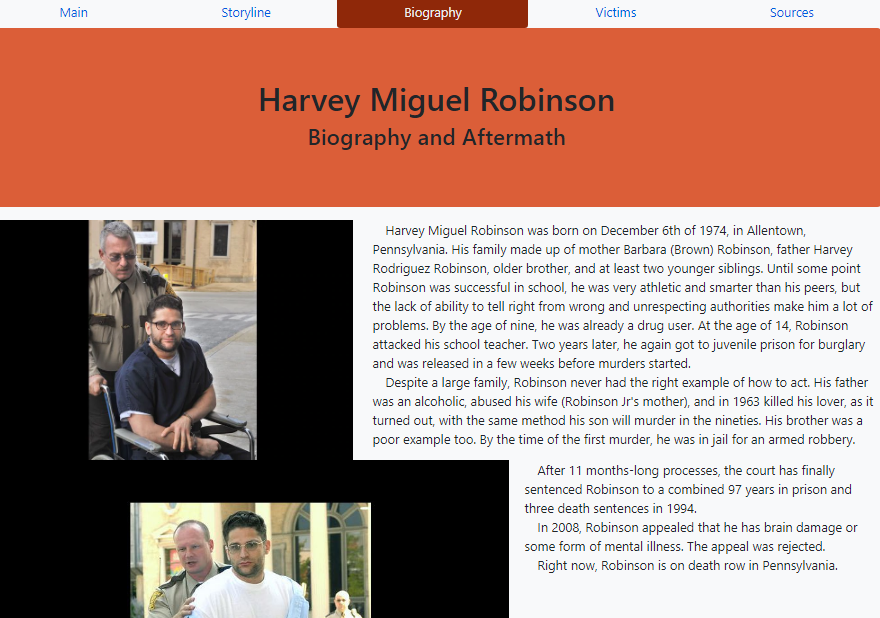 Main Storyline Biography Victims Sources
Harvey Miguel Robinson
Biography and Aftermath
Harvey Miguel Robinson was born on December 6th of 1974, in Allentown,
Pennsylvania. His family made up of mother Barbara (Brown) Robinson, father Harvey
Rodriguez Robinson, older brother, and at least two younger siblings. Until some point
Robinson was successful in school, he was very athletic and smarter than his peers, but
the lack of ability to tell right from wrong and unrespecting authorities make him a lot of
problems. By the age of nine, he was already a drug user. At the age of 14, Robinson
attacked his school teacher. Two years later, he again got to juvenile prison for burglary
and was released in a few weeks before murders started.
Despite a large family, Robinson never had the right example of how to act. His father
was an alcoholic, abused his wife (Robinson Jr's mother), and in 1963 killed his lover, as it
turned out, with the same method his son will murder in the nineties. His brother was a
poor example too. By the time of the first murder, he was in jail for an armed robbery.
After 11 months-long processes, the court has finally
sentenced Robinson to a combined 97 years in prison and
three death sentences in 1994.
In 2008, Robinson appealed that he has brain damage or
some form of mental illness. The appeal was rejected.
Right now, Robinson is on death row in Pennsylvania.